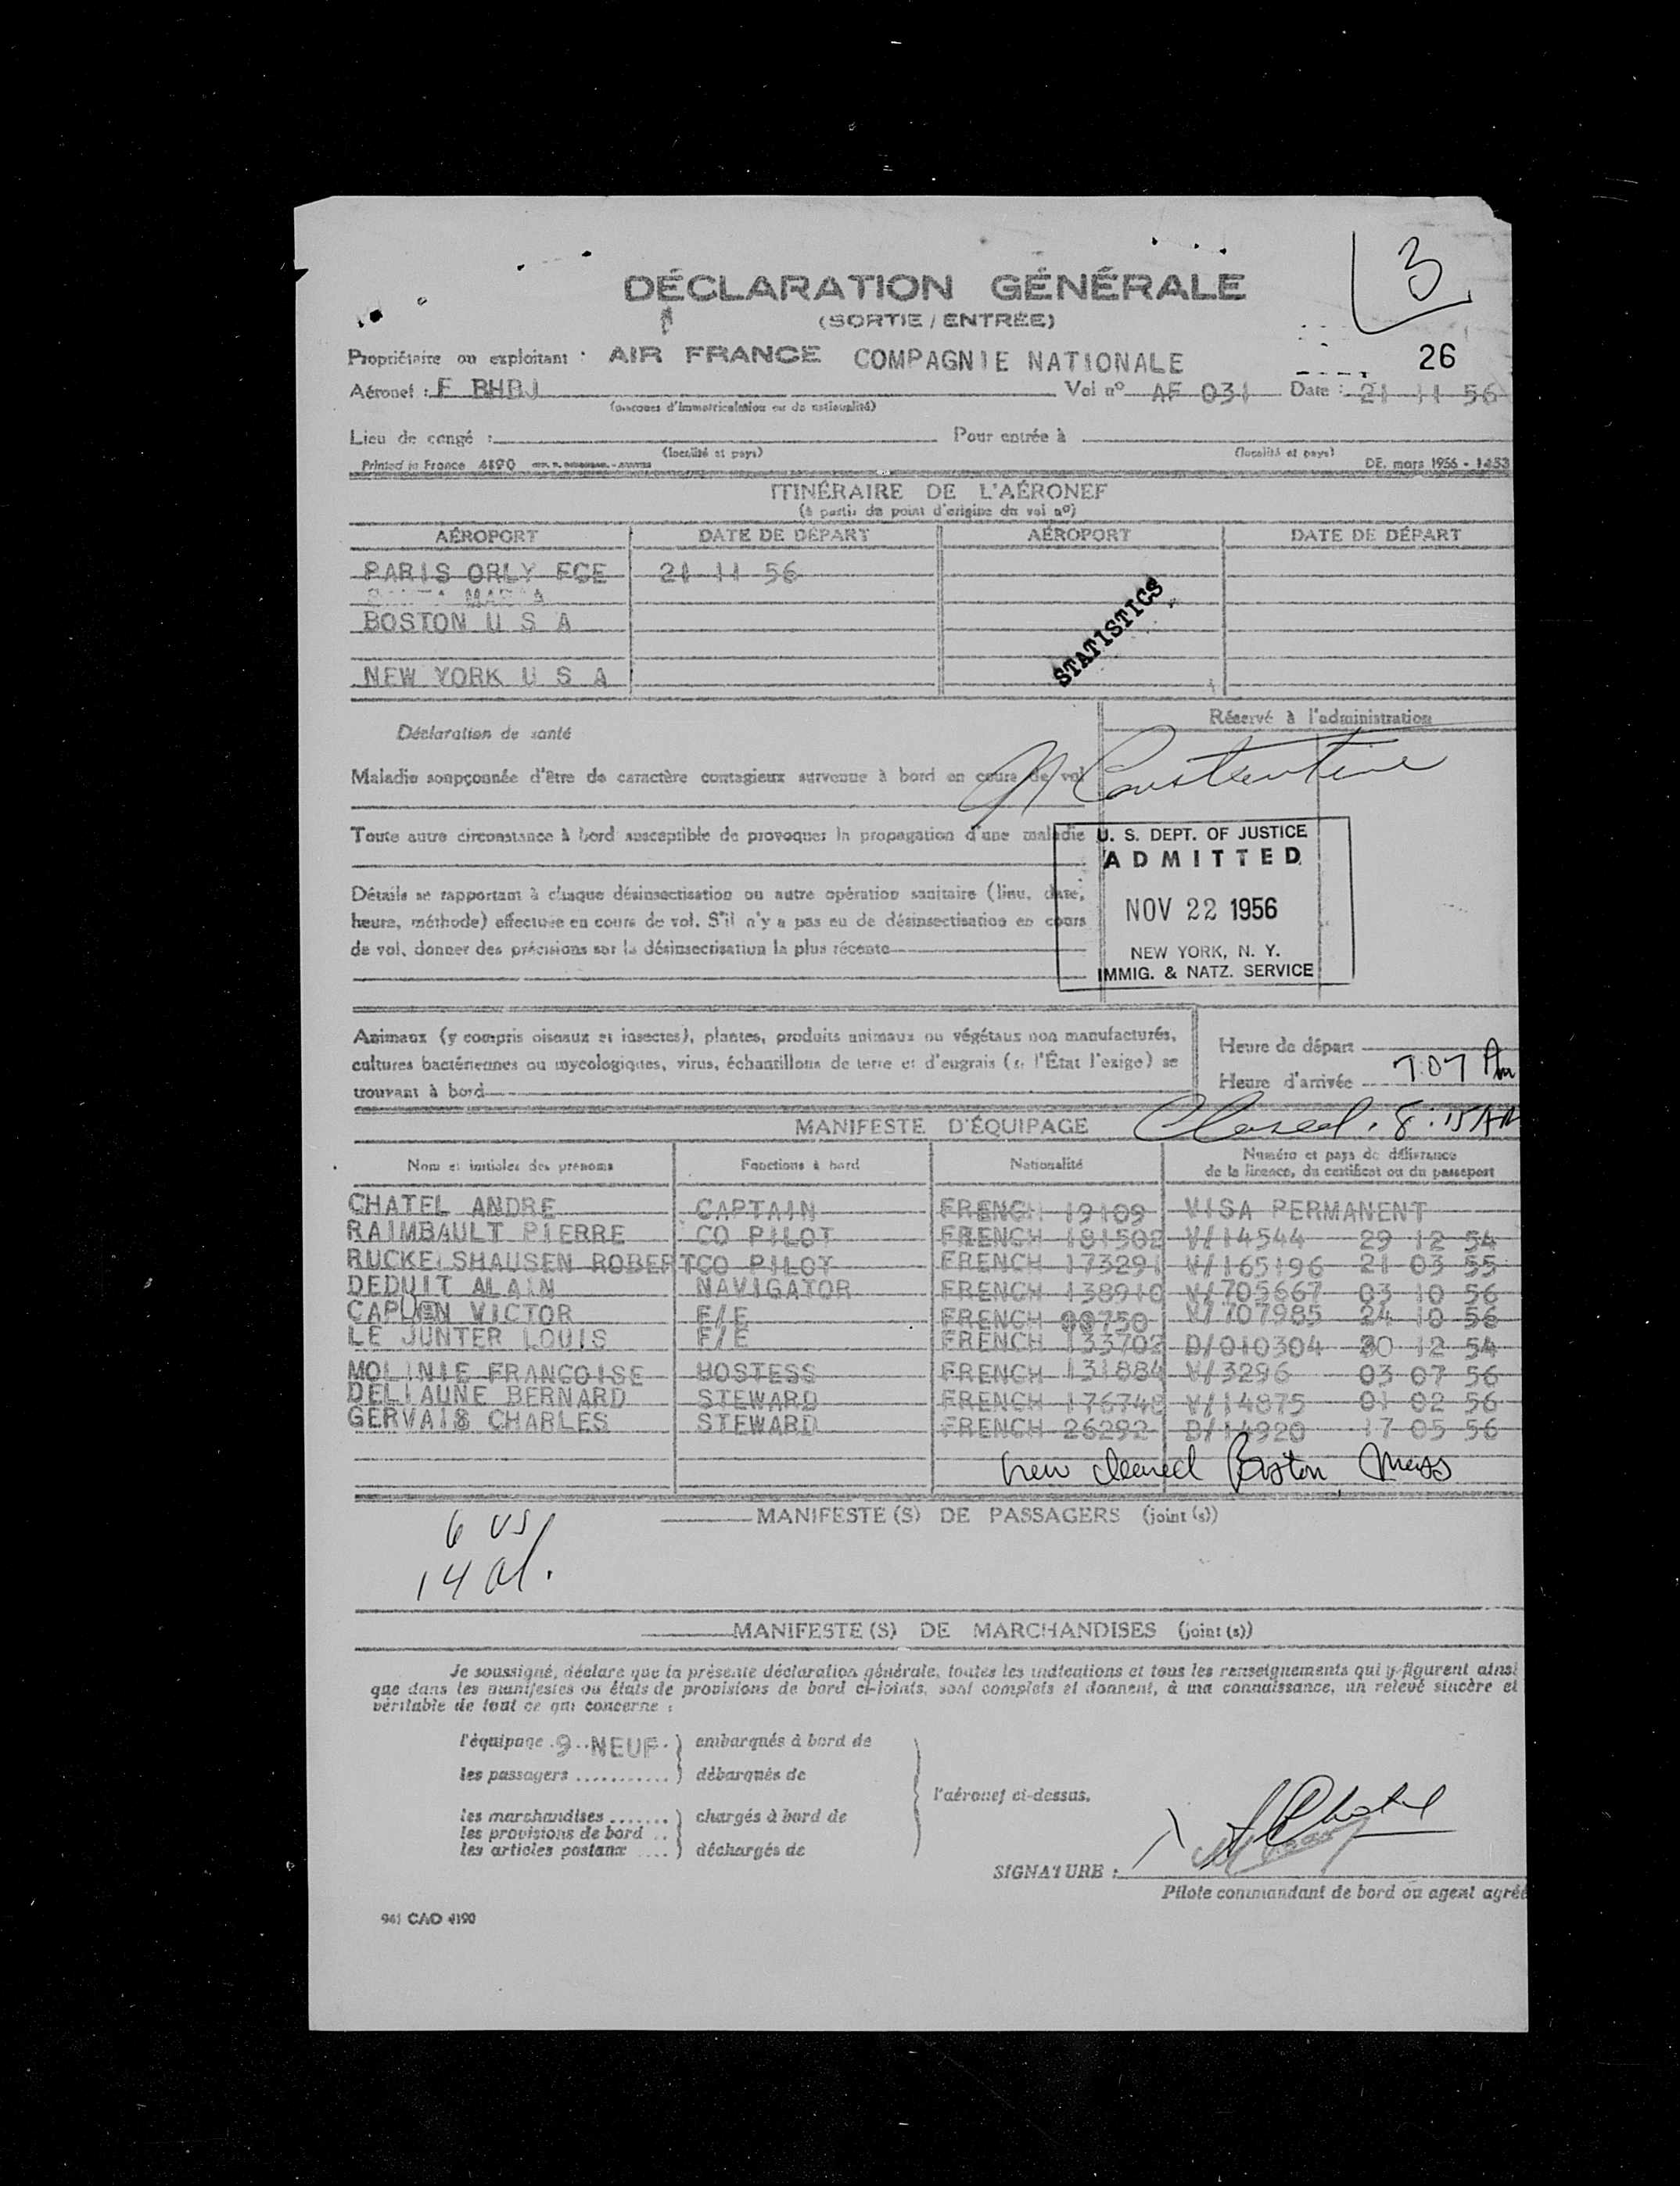 3
DÉCLARATION GÉNÉRALE
(SORTIE / ENTRÉE)
26
Propriétaire ou exploitant : AIR FRANCE COMPAGNIE NATIONALE
Aéronef : F BHBJ Vol nº AF 031 Date : 21 11 56
Lieu de congé : Pour entrée à
(localité et pays) (localité et pays)
Printed in France 4890 DE. mars 1956 - 1453
ITINÉRAIRE DE L'AÉRONEF
(à partir du point d'origine du vol nº)
AÉROPORT DATE DE DÉPART AÉROPORT DATE DE DÉPART
PARIS ORLY FCE 21 11 56
BOSTON U S A
STATISTICS
NEW YORK U S A
Réservé à l'administration
Déclaration de santé
Maladie soupçonnée d'être de caractère contagieux survenue à bord en cours de vol
Toute autre circonstance à bord susceptible de provoquer la propagation d'une maladie
U. S. DEPT. OF JUSTICE
ADMITTED
NOV 22 1956
NEW YORK, N. Y.
IMMIG. & NATZ. SERVICE
Détails se rapportant à chaque désinsectisation ou autre opération sanitaire (lieu, date,
heure, méthode) effectuée en cours de vol. S'il n'y a pas eu de désinsectisation en cours
de vol, donner des précisions sur la désinsectisation la plus récente
Animaux (y compris oiseaux et insectes), plantes, produits animaux ou végétaux non manufacturés,
cultures bactériennes ou mycologiques, virus, échantillons de terre et d'engrais (si l'État l'exige) se
trouvant à bord
Heure de départ
Heure d'arrivée 7:07 Pm
MANIFESTE D'ÉQUIPAGE
Closed. 8:15 AM
Nom et initiales des prénoms Fonctions à bord Nationalité Numéro et pays de délivrance
de la licence, du certificat ou du passeport
CHATEL ANDRE CAPTAIN FRENCH 19109 VISA PERMANENT
RAIMBAULT PIERRE CO PILOT FRENCH 181502 V/14544 29 12 54
RUCKELSHAUSEN ROBERT CO PILOT FRENCH 173291 V/165196 21 03 55
DEDUIT ALAIN NAVIGATOR FRENCH 138910 V/705667 03 10 56
CAPUEN VICTOR F/E FRENCH 00750 V/707985 24 10 56
LE JUNTER LOUIS F/E FRENCH 133702 D/010304 30 12 54
MOLINIE FRANCOISE HOSTESS FRENCH 131884 V/3296 03 07 56
DELLAUNE BERNARD STEWARD FRENCH 176748 V/14875 01 02 56
GERVAIS CHARLES STEWARD FRENCH 26292 D/14920 17 05 56
crew cleared Boston Mass
MANIFESTE (S) DE PASSAGERS (joint (s))
6 US
14 al.
MANIFESTE (S) DE MARCHANDISES (joint (s))
Je soussigné, déclare que la présente déclaration générale, toutes les indications et tous les renseignements qui y figurent ainsi
que dans les manifestes ou états de provisions de bord ci-joints, sont complets et donnent, à ma connaissance, un relevé sincère et
véritable de tout ce qui concerne :
l'équipage 9 NEUF ) embarqués à bord de
les passagers ........... ) débarqués de
l'aéronef ci-dessus.
les marchandises ....... ) chargés à bord de
les provisions de bord ..
les articles postaux .... ) déchargés de
SIGNATURE :
Pilote commandant de bord ou agent agréé
941 CAO 4190